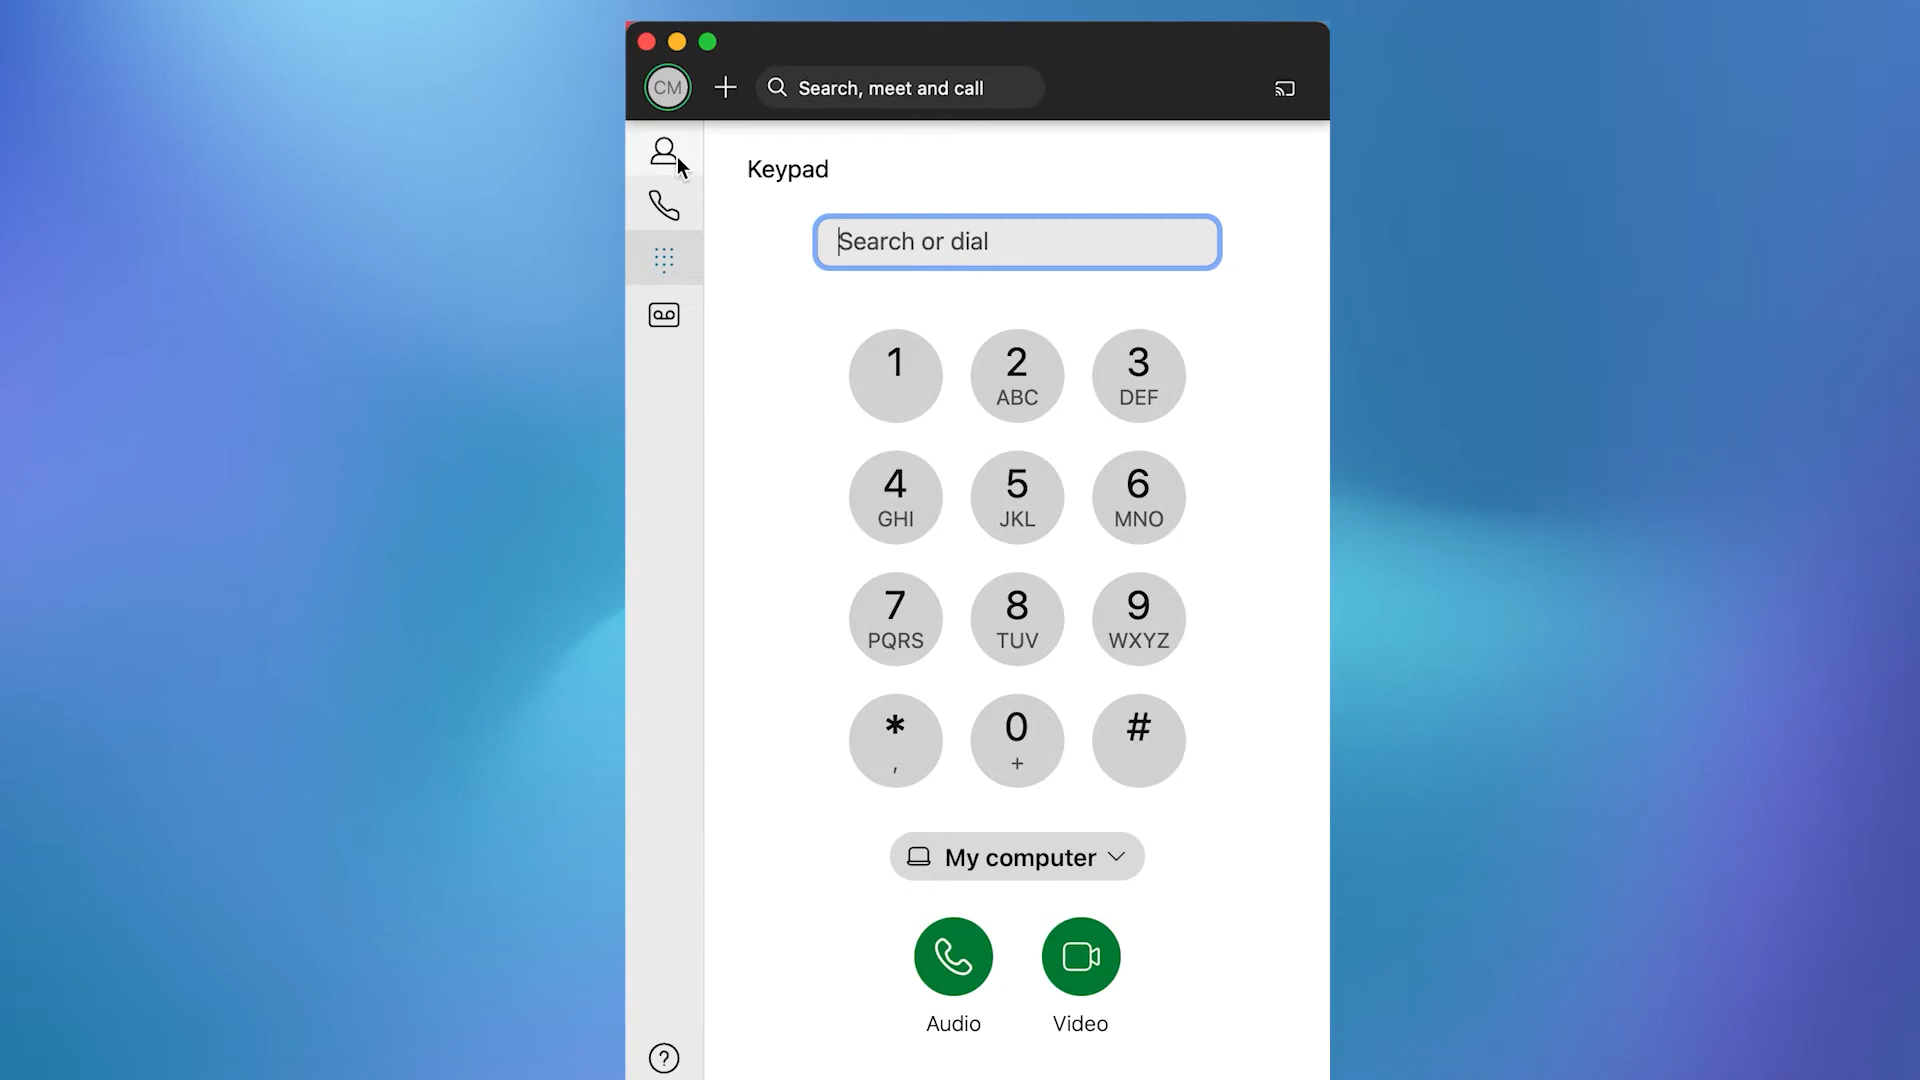 CM
Search, meet and call
Keypad
Search or dial
1
2
ABC
3
DEF
4
GHI
5
JKL
6
MNO
7
PQRS
8
TUV
9
WXYZ
*
,
0
+
#
My computer
Audio
Video
?